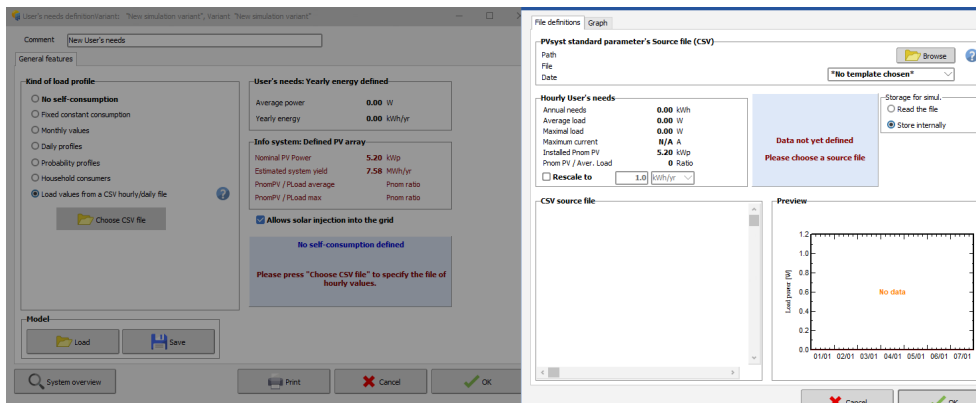 User's needs definitionVariant: "New simulation variant", Variant "New simulation variant"
Comment New User's needs
General features
Kind of load profile
No self-consumption
Fixed constant consumption
Monthly values
Daily profiles
Probability profiles
Household consumers
Load values from a CSV hourly/daily file
?
Choose CSV file
Model
Load
Save
User's needs: Yearly energy defined
Average power 0.00 W
Yearly energy 0.00 kWh/yr
Info system: Defined PV array
Nominal PV Power 5.20 kWp
Estimated system yield 7.58 MWh/yr
PnomPV / PLoad average Pnom ratio
PnomPV / PLoad max Pnom ratio
Allows solar injection into the grid
No self-consumption defined
Please press "Choose CSV file" to specify the file of
hourly values.
System overview
Print
Cancel
OK
File definitions Graph
PVsyst standard parameter's Source file (CSV)
Path
File
Date
Browse
?
*No template chosen*
Hourly User's needs
Annual needs 0.00 kWh
Average load 0.00 W
Maximal load 0.00 W
Maximum current N/A A
Installed Pnom PV 5.20 kWp
Pnom PV / Aver. Load 0 Ratio
Rescale to 1.0 kWh/yr
Data not yet defined
Please choose a source file
Storage for simul.
Read the file
Store internally
CSV source file
Preview
1.2
1.0
0.8
0.6
0.4
0.2
0.0
Load power [W]
No data
01/01 02/01 03/01 04/01 05/01 06/01 07/01
Cancel
OK